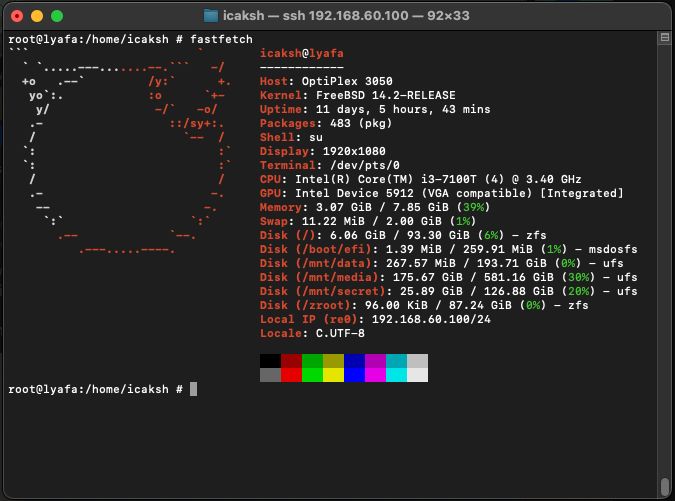 icaksh — ssh 192.168.60.100 — 92×33
root@lyafa:/home/icaksh # fastfetch
```                        `
  ` `.....---.......--.```   -/
  +o   .--`         /y:`      +.
   yo`:.            :o      `+-
    y/               -/`   -o/
   .-                  ::/sy+:.
   /                     `--  /
  `:                          :`
  `:                          :`
   /                          /
   .-                        -.
    --                      -.
     `:`                  `:`
       .--             `--.
          .---.....----.
icaksh@lyafa
------------
Host: OptiPlex 3050
Kernel: FreeBSD 14.2-RELEASE
Uptime: 11 days, 5 hours, 43 mins
Packages: 483 (pkg)
Shell: su
Display: 1920x1080
Terminal: /dev/pts/0
CPU: Intel(R) Core(TM) i3-7100T (4) @ 3.40 GHz
GPU: Intel Device 5912 (VGA compatible) [Integrated]
Memory: 3.07 GiB / 7.85 GiB (39%)
Swap: 11.22 MiB / 2.00 GiB (1%)
Disk (/): 6.06 GiB / 93.30 GiB (6%) - zfs
Disk (/boot/efi): 1.39 MiB / 259.91 MiB (1%) - msdosfs
Disk (/mnt/data): 267.57 MiB / 193.71 GiB (0%) - ufs
Disk (/mnt/media): 175.67 GiB / 581.16 GiB (30%) - ufs
Disk (/mnt/secret): 25.89 GiB / 126.88 GiB (20%) - ufs
Disk (/zroot): 96.00 KiB / 87.24 GiB (0%) - zfs
Local IP (re0): 192.168.60.100/24
Locale: C.UTF-8
root@lyafa:/home/icaksh #